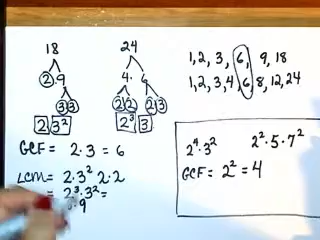 18
24
2 9
4 · 6
3 3
2 2 2 3
2 3²
2³ 3
GCF = 2 · 3 = 6
LCM = 2 · 3² 2 · 2
= 2³ · 3² =
· 9
1, 2, 3, 6, 9, 18
1, 2, 3, 4, 6, 8, 12, 24
2⁴ · 3² 2² · 5 · 7²
GCF = 2² = 4